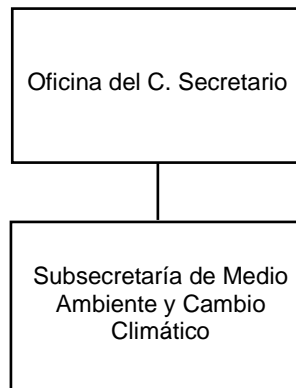 Oficina del C. Secretario
Subsecretaría de Medio
Ambiente y Cambio
Climático